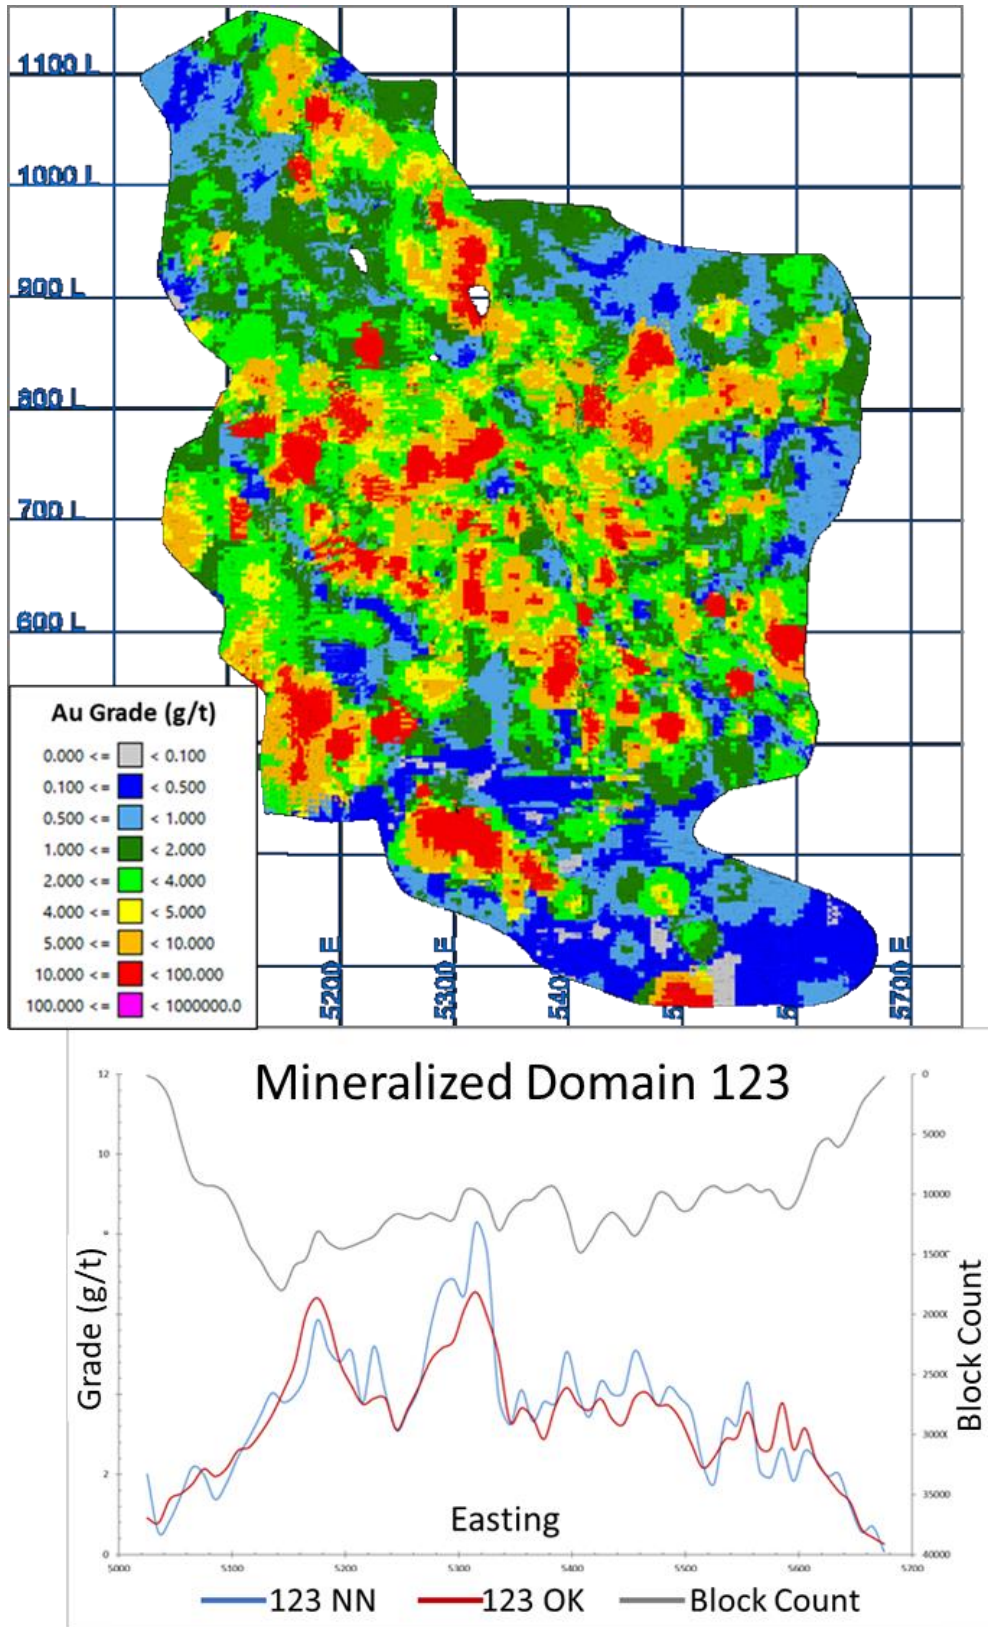 1100 L
1000 L
900 L
800 L
700 L
600 L
Au Grade (g/t)
0.000 <= < 0.100
0.100 <= < 0.500
0.500 <= < 1.000
1.000 <= < 2.000
2.000 <= < 4.000
4.000 <= < 5.000
5.000 <= < 10.000
10.000 <= < 100.000
100.000 <= < 1000000.0
5200 E
5300 E
5700 E
Mineralized Domain 123
12
10
8
2
0
Grade (g/t)
0
5000
10000
15000
20000
25000
30000
35000
40000
Block Count
Easting
5000 5100 5200 5300 5400 5500 5600 5700
123 NN 123 OK Block Count